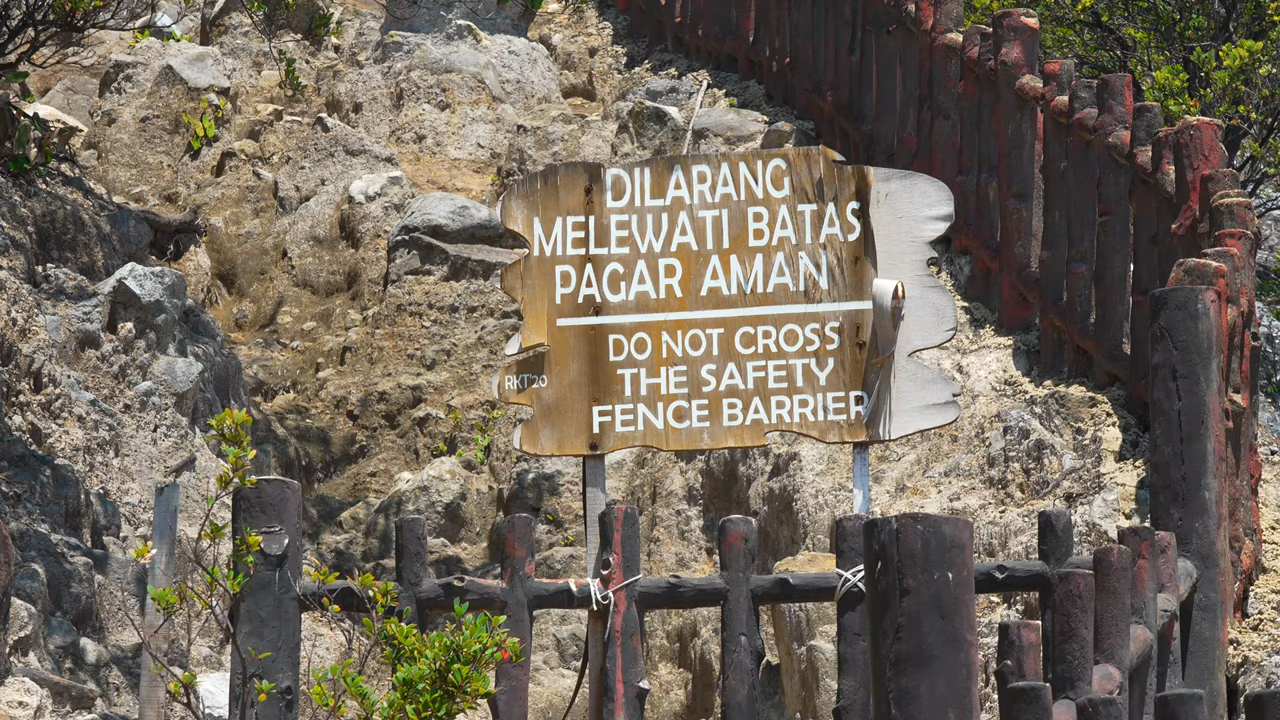 DILARANG
MELEWATI BATAS
PAGAR AMAN
DO NOT CROSS
THE SAFETY
FENCE BARRIER
RKT'20